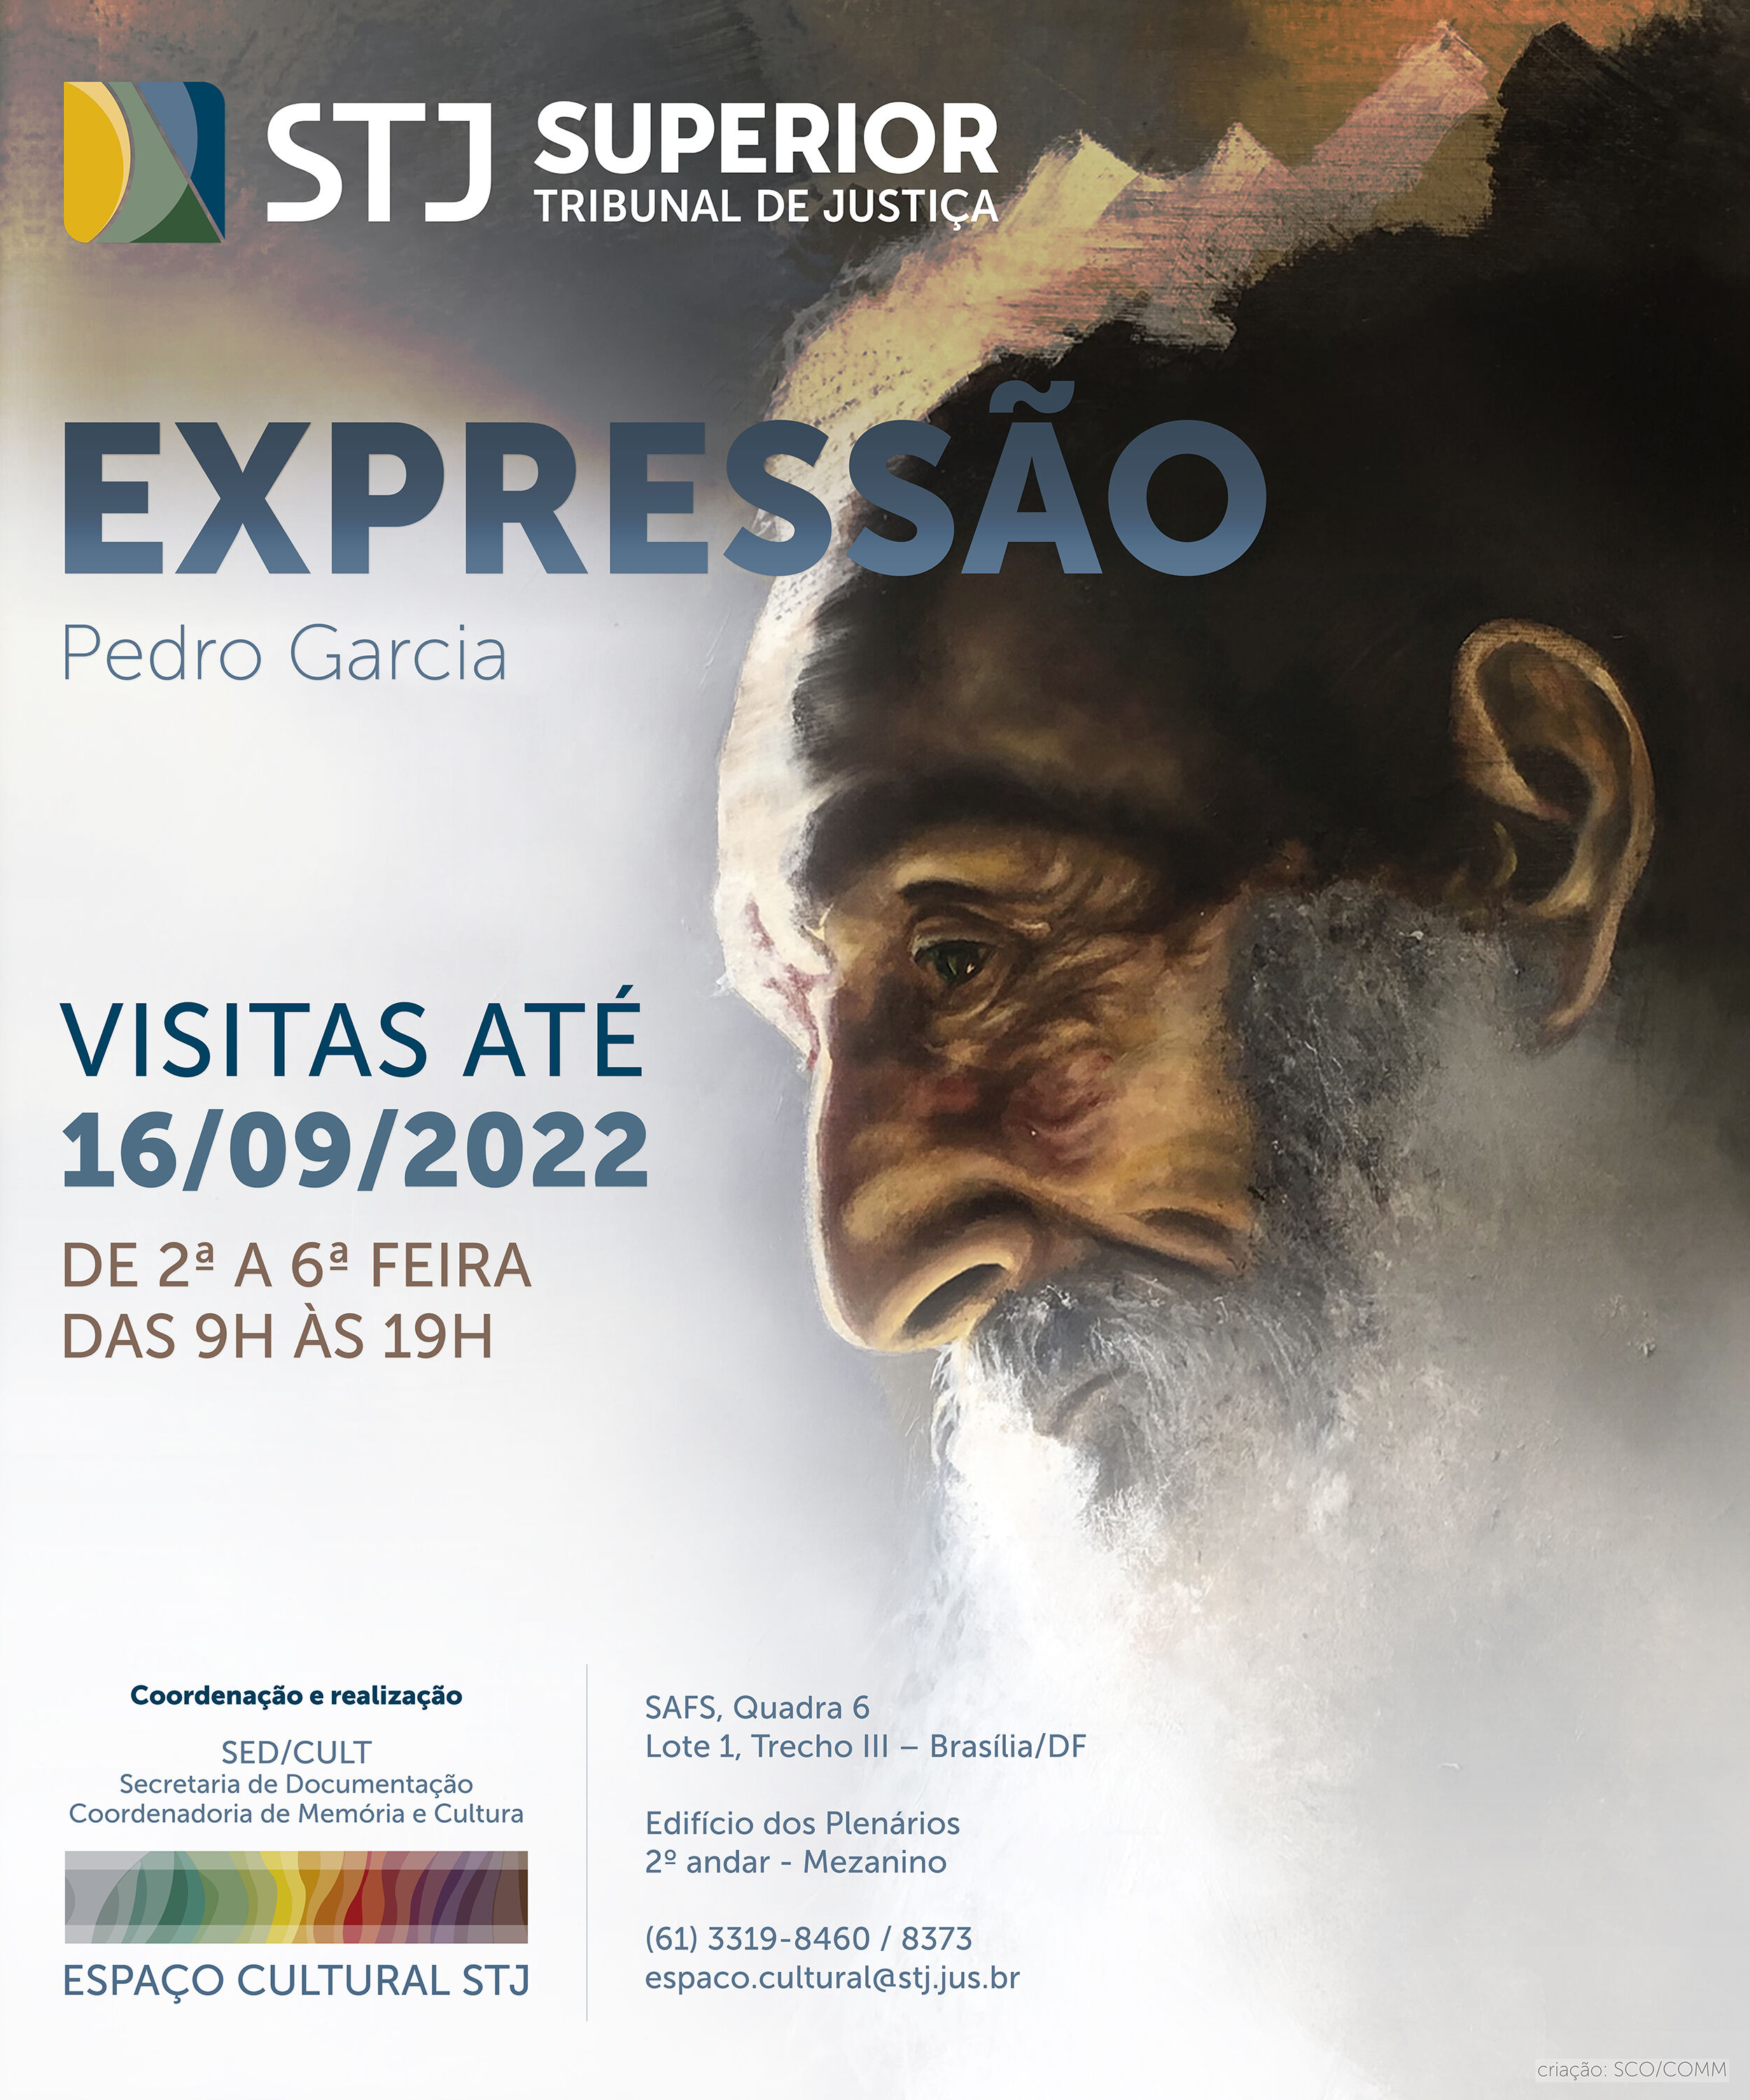 STJ SUPERIOR
TRIBUNAL DE JUSTIÇA
EXPRESSÃO
Pedro Garcia
VISITAS ATÉ
16/09/2022
DE 2ª A 6ª FEIRA
DAS 9H ÀS 19H
Coordenação e realização
SED/CULT
Secretaria de Documentação
Coordenadoria de Memória e Cultura
ESPAÇO CULTURAL STJ
SAFS, Quadra 6
Lote 1, Trecho III – Brasília/DF
Edifício dos Plenários
2º andar - Mezanino
(61) 3319-8460 / 8373
espaco.cultural@stj.jus.br
criação: SCO/COMM